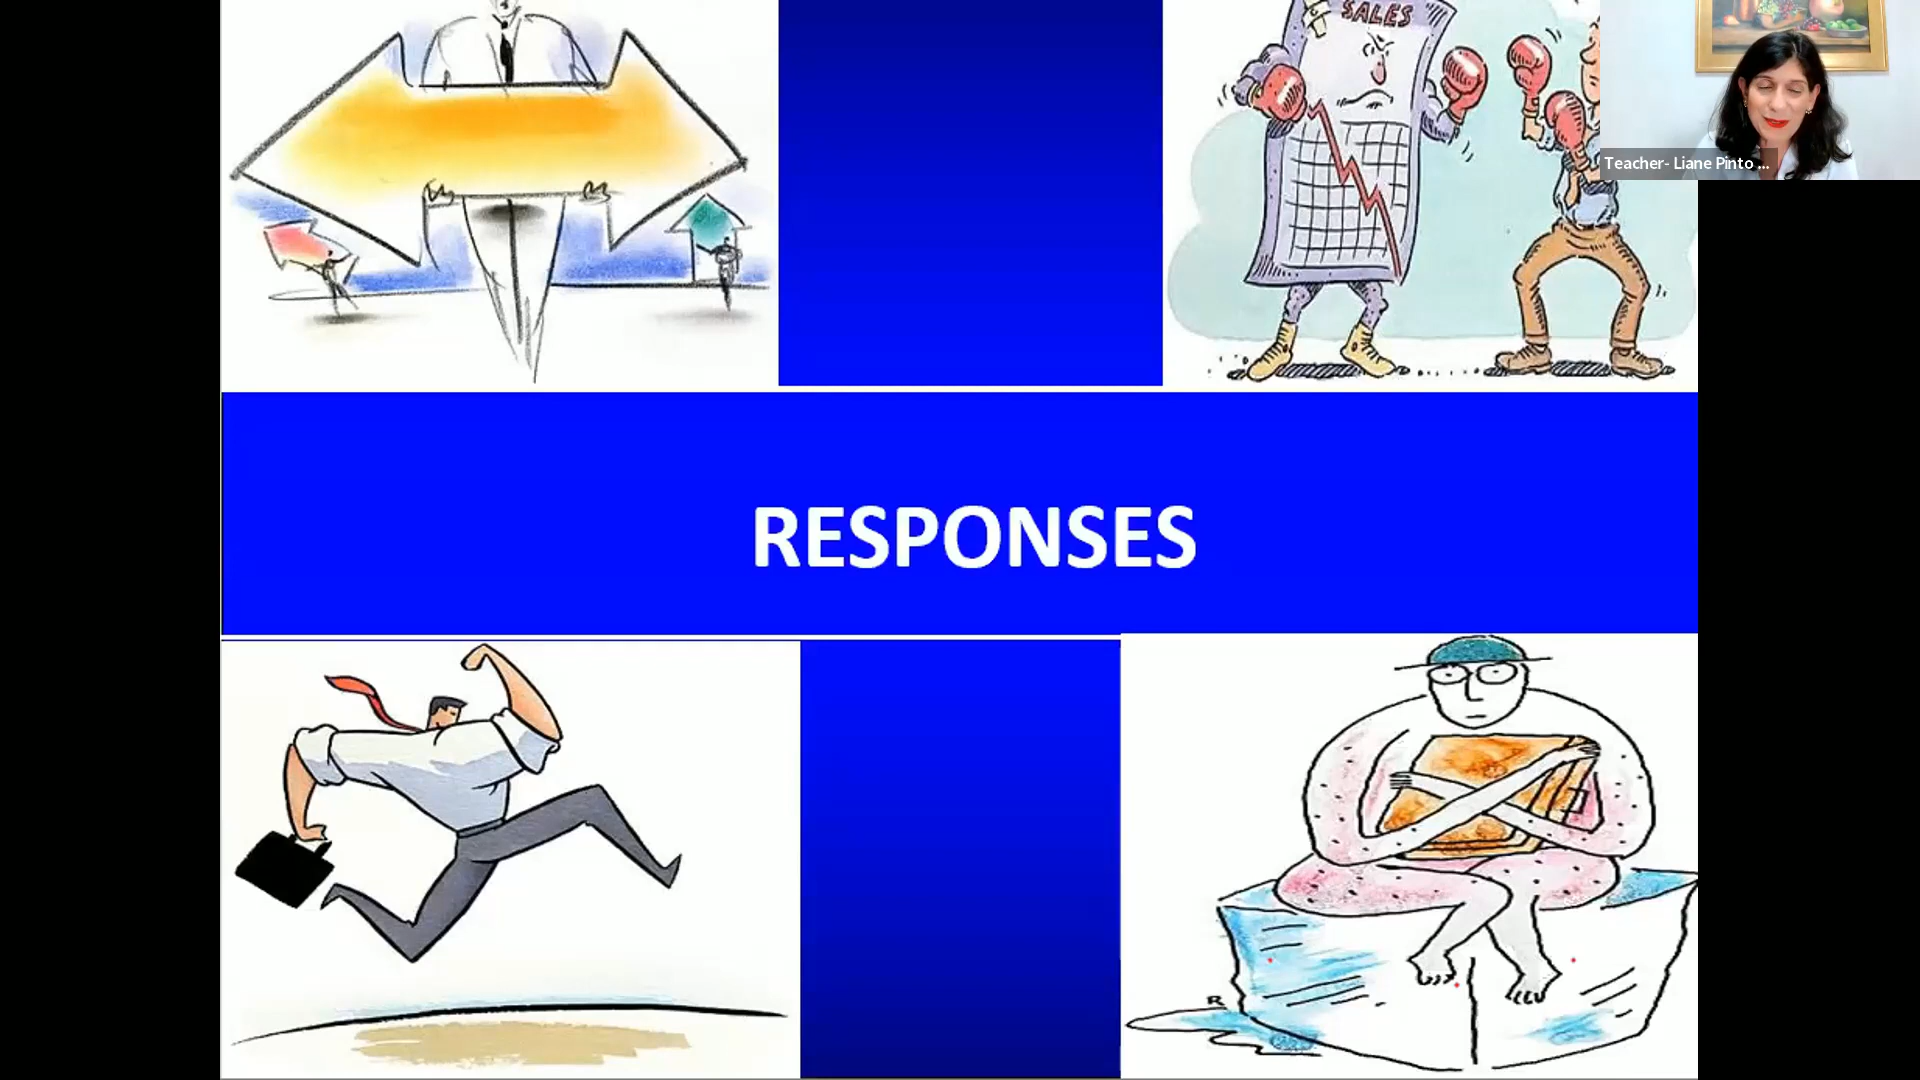 SALES
Teacher- Liane Pinto ...
RESPONSES
R